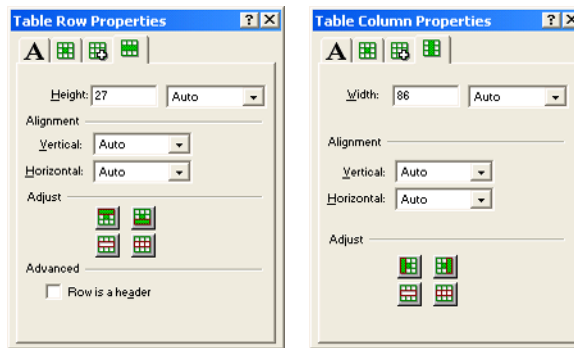 Table Row Properties
A
Height: 27 Auto
Alignment
Vertical: Auto
Horizontal: Auto
Adjust
Advanced
Row is a header
Table Column Properties
A
Width: 86 Auto
Alignment
Vertical: Auto
Horizontal: Auto
Adjust